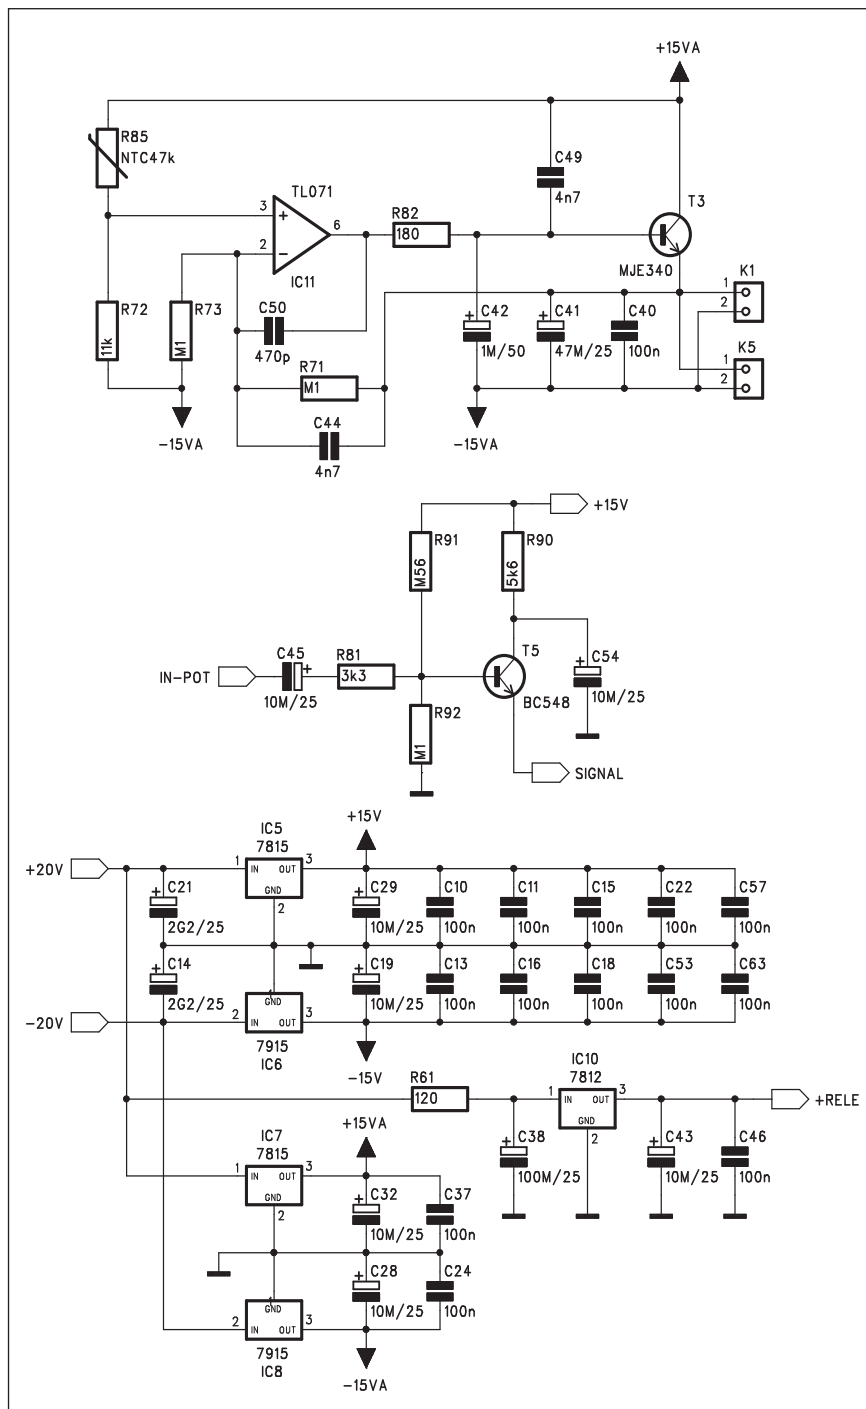 +15VA
R85
NTC47k
C49
4n7
TL071
T3
3
+
6
R82
180
2
−
IC11
MJE340
K1
1
2
R72
11k
R73
M1
C50
470p
C42
1M/50
C41
47M/25
C40
100n
K5
1
2
R71
M1
-15VA
-15VA
C44
4n7
+15V
R91
M56
R90
5k6
C45
10M/25
R81
3k3
T5
C54
10M/25
IN-POT
BC548
R92
M1
SIGNAL
+15V
IC5
7815
+20V
1
IN
OUT
3
GND
2
C21
2G2/25
C29
10M/25
C10
100n
C11
100n
C15
100n
C22
100n
C57
100n
C14
2G2/25
C19
10M/25
C13
100n
C16
100n
C18
100n
C53
100n
C63
100n
1
GND
-20V
2
IN
OUT
3
7915
IC6
-15V
IC10
7812
R61
120
1
IN
OUT
3
+RELE
GND
2
C38
100M/25
C43
10M/25
C46
100n
+15VA
IC7
7815
1
IN
OUT
3
GND
2
C32
10M/25
C37
100n
C28
10M/25
C24
100n
1
GND
2
IN
OUT
3
7915
IC8
-15VA